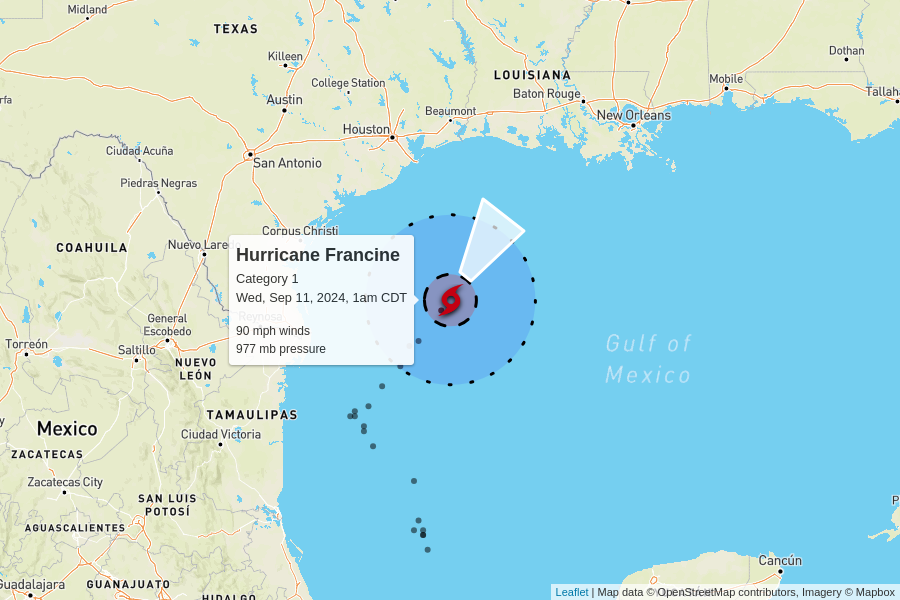 Midland
TEXAS
Dothan
Killeen
LOUISIANA
College Station
Mobile
Baton Rouge
Tallaha
rfa
Austin
Beaumont
New Orleans
Houston
Ciudad Acuña
San Antonio
Piedras Negras
Corpus Christi
COAHUILA
Nuevo Lared
Hurricane Francine
Category 1
Wed, Sep 11, 2024, 1am CDT
90 mph winds
977 mb pressure
Reynosa
General
Escobedo
Torreón
Saltillo
NUEVO
LEÓN
Gulf of
Mexico
TAMAULIPAS
Mexico
Ciudad Victoria
ZACATECAS
Zacatecas City
SAN LUIS
POTOSÍ
AGUASCALIENTES
P
Cancún
Guadalajara
GUANAJUATO
HIDALGO
Leaflet | Map data © OpenStreetMap contributors, Imagery © Mapbox